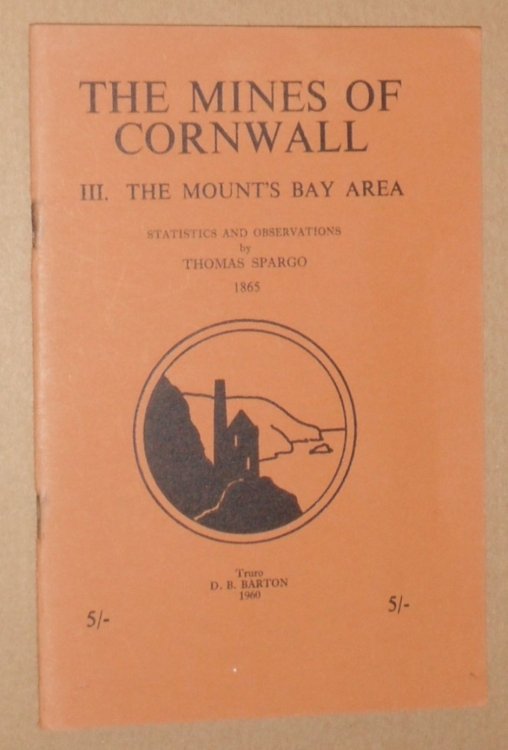 THE MINES OF
CORNWALL
III. THE MOUNT'S BAY AREA
STATISTICS AND OBSERVATIONS
by
THOMAS SPARGO
1865
Truro
D. B. BARTON
1960
5/-
5/-